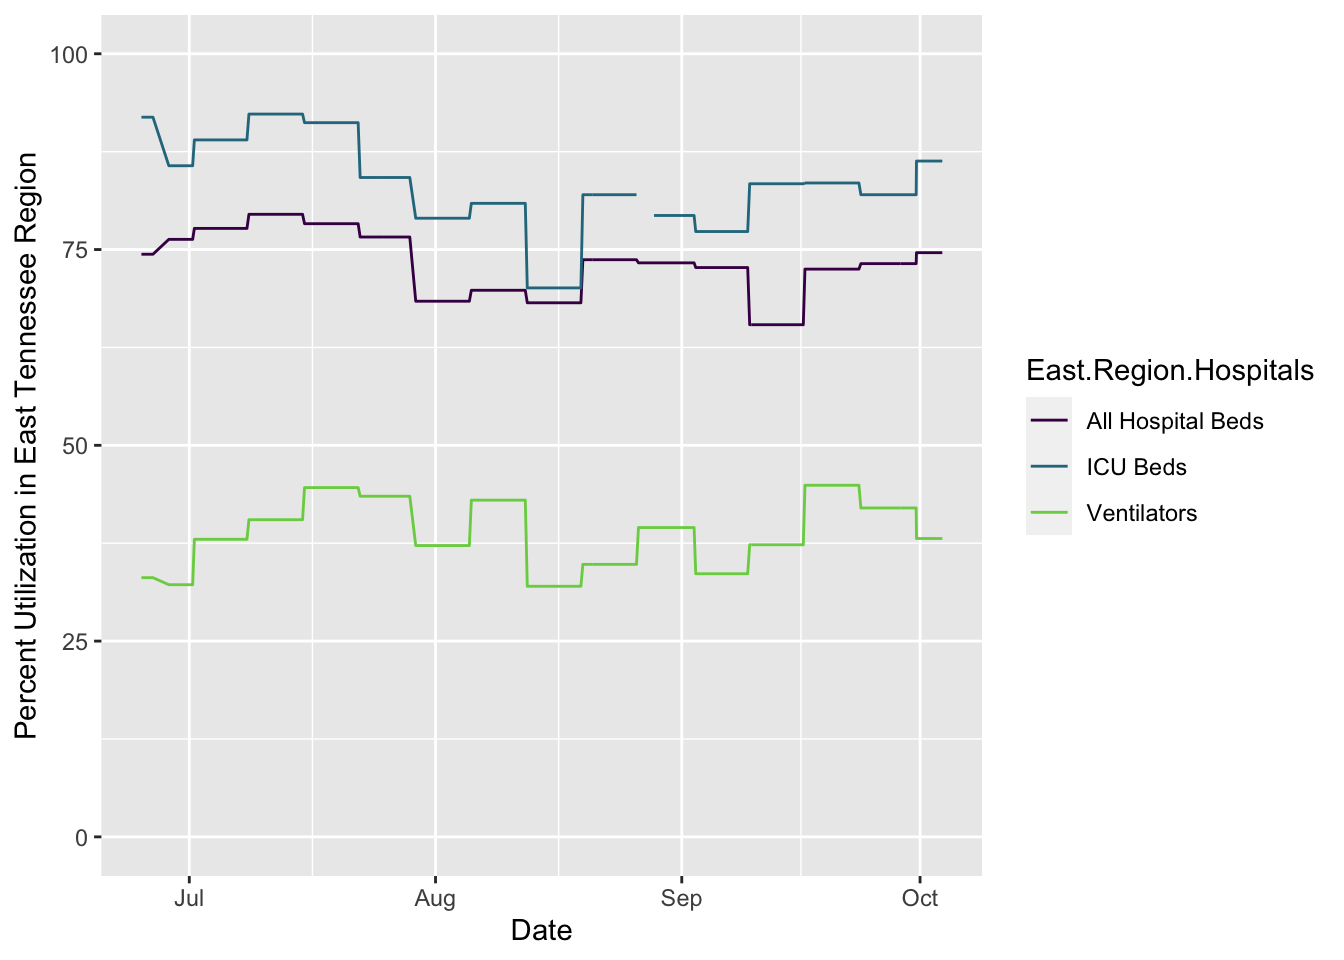 100
75
50
25
0
Percent Utilization in East Tennessee Region
Jul
Aug
Sep
Oct
Date
East.Region.Hospitals
All Hospital Beds
ICU Beds
Ventilators